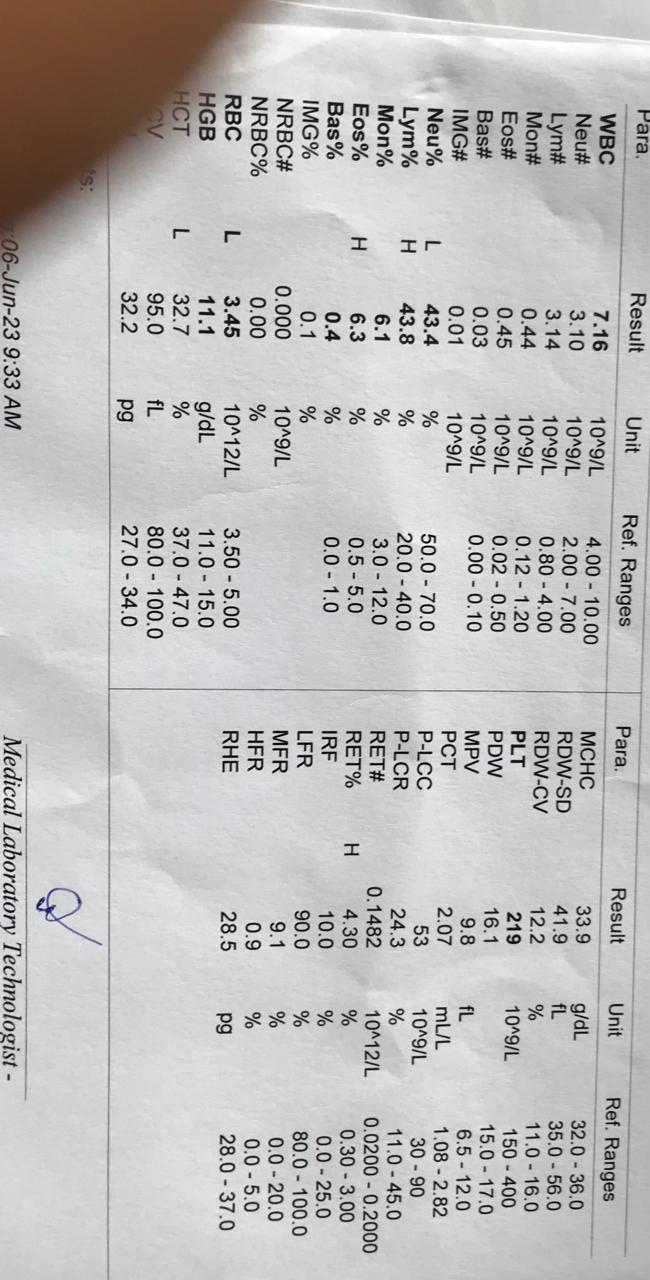 Para. Result Unit Ref. Ranges
WBC 7.16 10^9/L 4.00 - 10.00
Neu# 3.10 10^9/L 2.00 - 7.00
Lym# 3.14 10^9/L 0.80 - 4.00
Mon# 0.44 10^9/L 0.12 - 1.20
Eos# 0.45 10^9/L 0.02 - 0.50
Bas# 0.03 10^9/L 0.00 - 0.10
IMG# 0.01 10^9/L
Neu% L 43.4 % 50.0 - 70.0
Lym% H 43.8 % 20.0 - 40.0
Mon% 6.1 % 3.0 - 12.0
Eos% H 6.3 % 0.5 - 5.0
Bas% 0.4 % 0.0 - 1.0
IMG% 0.1 %
NRBC# 0.000 10^9/L
NRBC% 0.00 %
RBC L 3.45 10^12/L 3.50 - 5.00
HGB 11.1 g/dL 11.0 - 15.0
HCT L 32.7 % 37.0 - 47.0
CV 95.0 fL 80.0 - 100.0
32.2 pg 27.0 - 34.0
Para. Result Unit Ref. Ranges
MCHC 33.9 g/dL 32.0 - 36.0
RDW-SD 41.9 fL 35.0 - 56.0
RDW-CV 12.2 % 11.0 - 16.0
PLT 219 10^9/L 150 - 400
PDW 16.1 15.0 - 17.0
MPV 9.8 fL 6.5 - 12.0
PCT 2.07 mL/L 1.08 - 2.82
P-LCC 53 10^9/L 30 - 90
P-LCR 24.3 % 11.0 - 45.0
RET# 0.1482 10^12/L 0.0200 - 0.2000
RET% H 4.30 % 0.30 - 3.00
IRF 10.0 % 0.0 - 25.0
LFR 90.0 % 80.0 - 100.0
MFR 9.1 % 0.0 - 20.0
HFR 0.9 % 0.0 - 5.0
RHE 28.5 pg 28.0 - 37.0
ts:
:06-Jun-23 9:33 AM
Medical Laboratory Technologist -